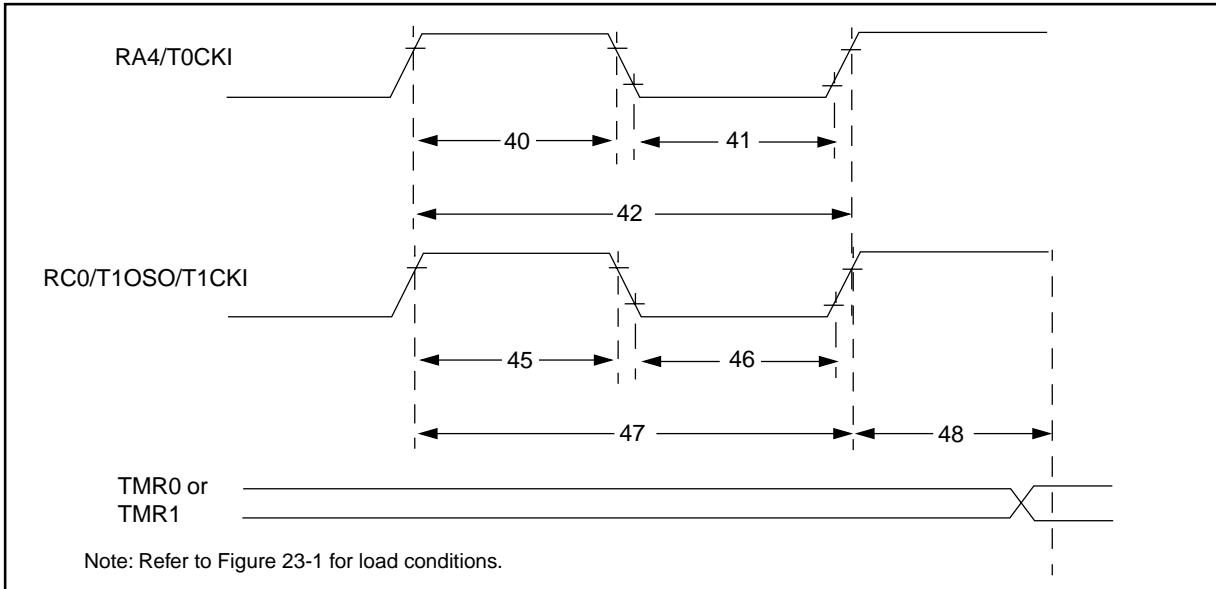 RA4/T0CKI
40
41
42
RC0/T1OSO/T1CKI
45
46
47
48
TMR0 or
TMR1
Note: Refer to Figure 23-1 for load conditions.